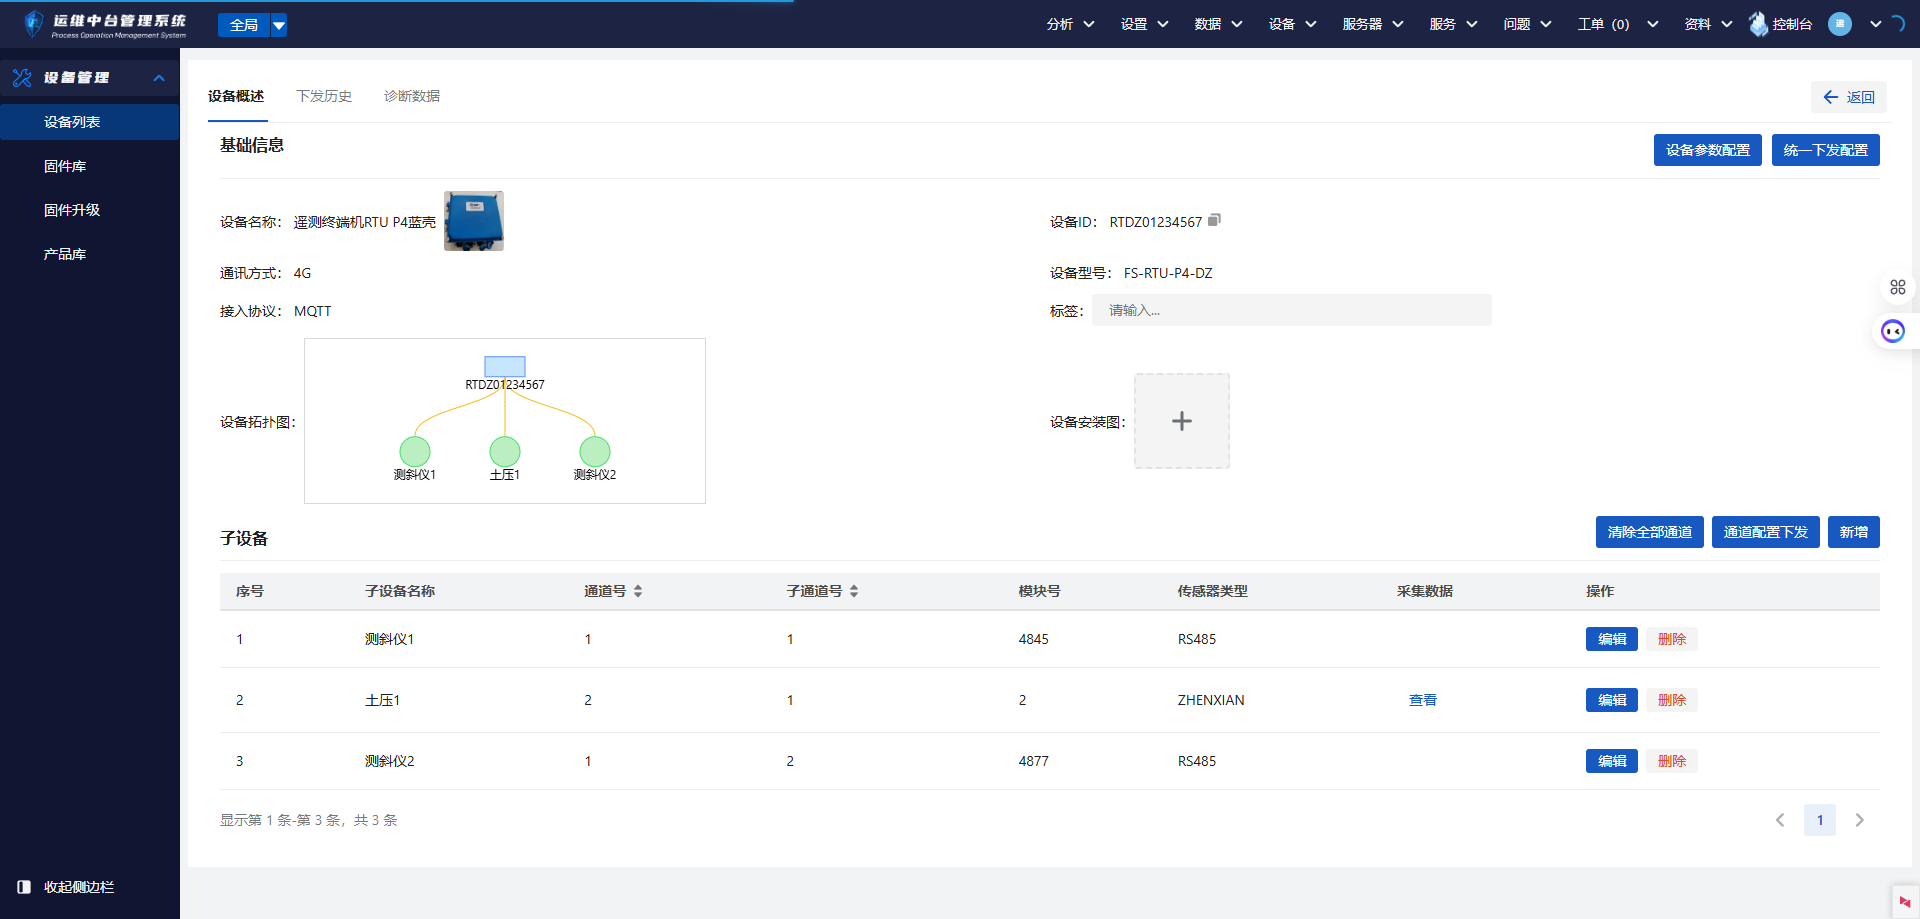 运维中台管理系统
Process Operation Management System
全局
分析
设置
数据
设备
服务器
服务
问题
工单 (0)
资料
控制台
运
设备管理
设备列表
固件库
固件升级
产品库
收起侧边栏
设备概述
下发历史
诊断数据
返回
基础信息
设备参数配置
统一下发配置
设备名称： 遥测终端机RTU P4蓝壳
设备ID： RTDZ01234567
通讯方式： 4G
设备型号： FS-RTU-P4-DZ
接入协议： MQTT
标签： 请输入...
设备拓扑图：
RTDZ01234567
测斜仪1
土压1
测斜仪2
设备安装图：
子设备
清除全部通道
通道配置下发
新增
序号 子设备名称 通道号 子通道号 模块号 传感器类型 采集数据 操作
1 测斜仪1 1 1 4845 RS485 编辑 删除
2 土压1 2 1 2 ZHENXIAN 查看 编辑 删除
3 测斜仪2 1 2 4877 RS485 编辑 删除
显示第 1 条-第 3 条，共 3 条
1